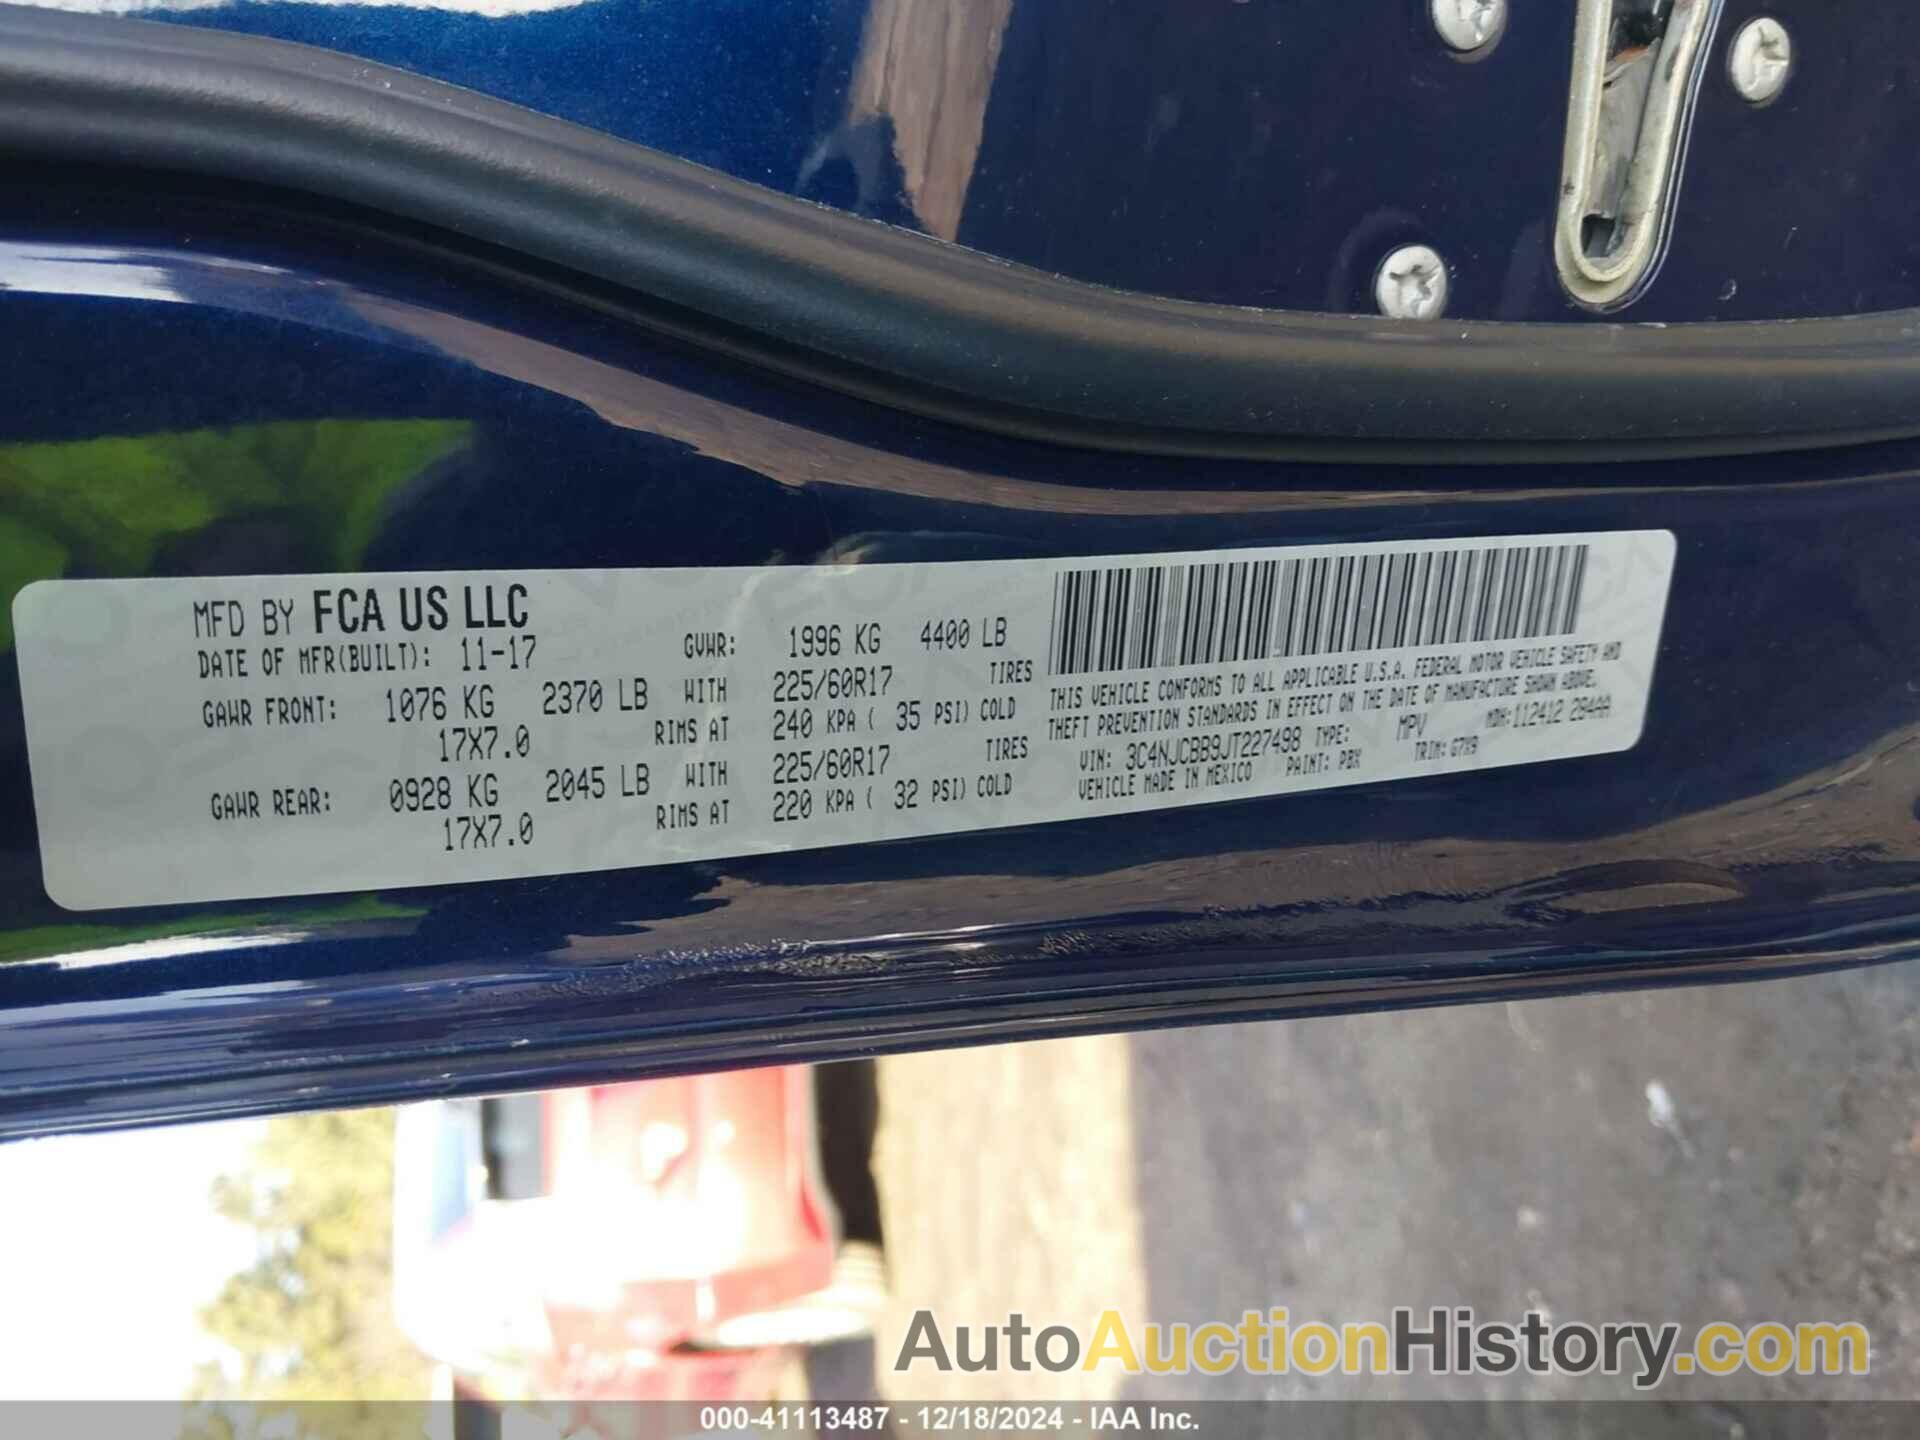 MFD BY FCA US LLC
DATE OF MFR(BUILT): 11-17 GVWR: 1996 KG 4400 LB
GAWR FRONT: 1076 KG 2370 LB WITH 225/60R17 TIRES
17X7.0 RIMS AT 240 KPA ( 35 PSI) COLD
GAWR REAR: 0928 KG 2045 LB WITH 225/60R17 TIRES
17X7.0 RIMS AT 220 KPA ( 32 PSI) COLD
THIS VEHICLE CONFORMS TO ALL APPLICABLE U.S.A. FEDERAL MOTOR VEHICLE SAFETY AND
THEFT PREVENTION STANDARDS IN EFFECT ON THE DATE OF MANUFACTURE SHOWN ABOVE.
VIN: 3C4NJCBB9JT227498 TYPE: MPV MDH:112412 284AA
VEHICLE MADE IN MEXICO PAINT: PBX TRIM: G7X9
AutoAuctionHistory.com
000-41113487 - 12/18/2024 - IAA Inc.